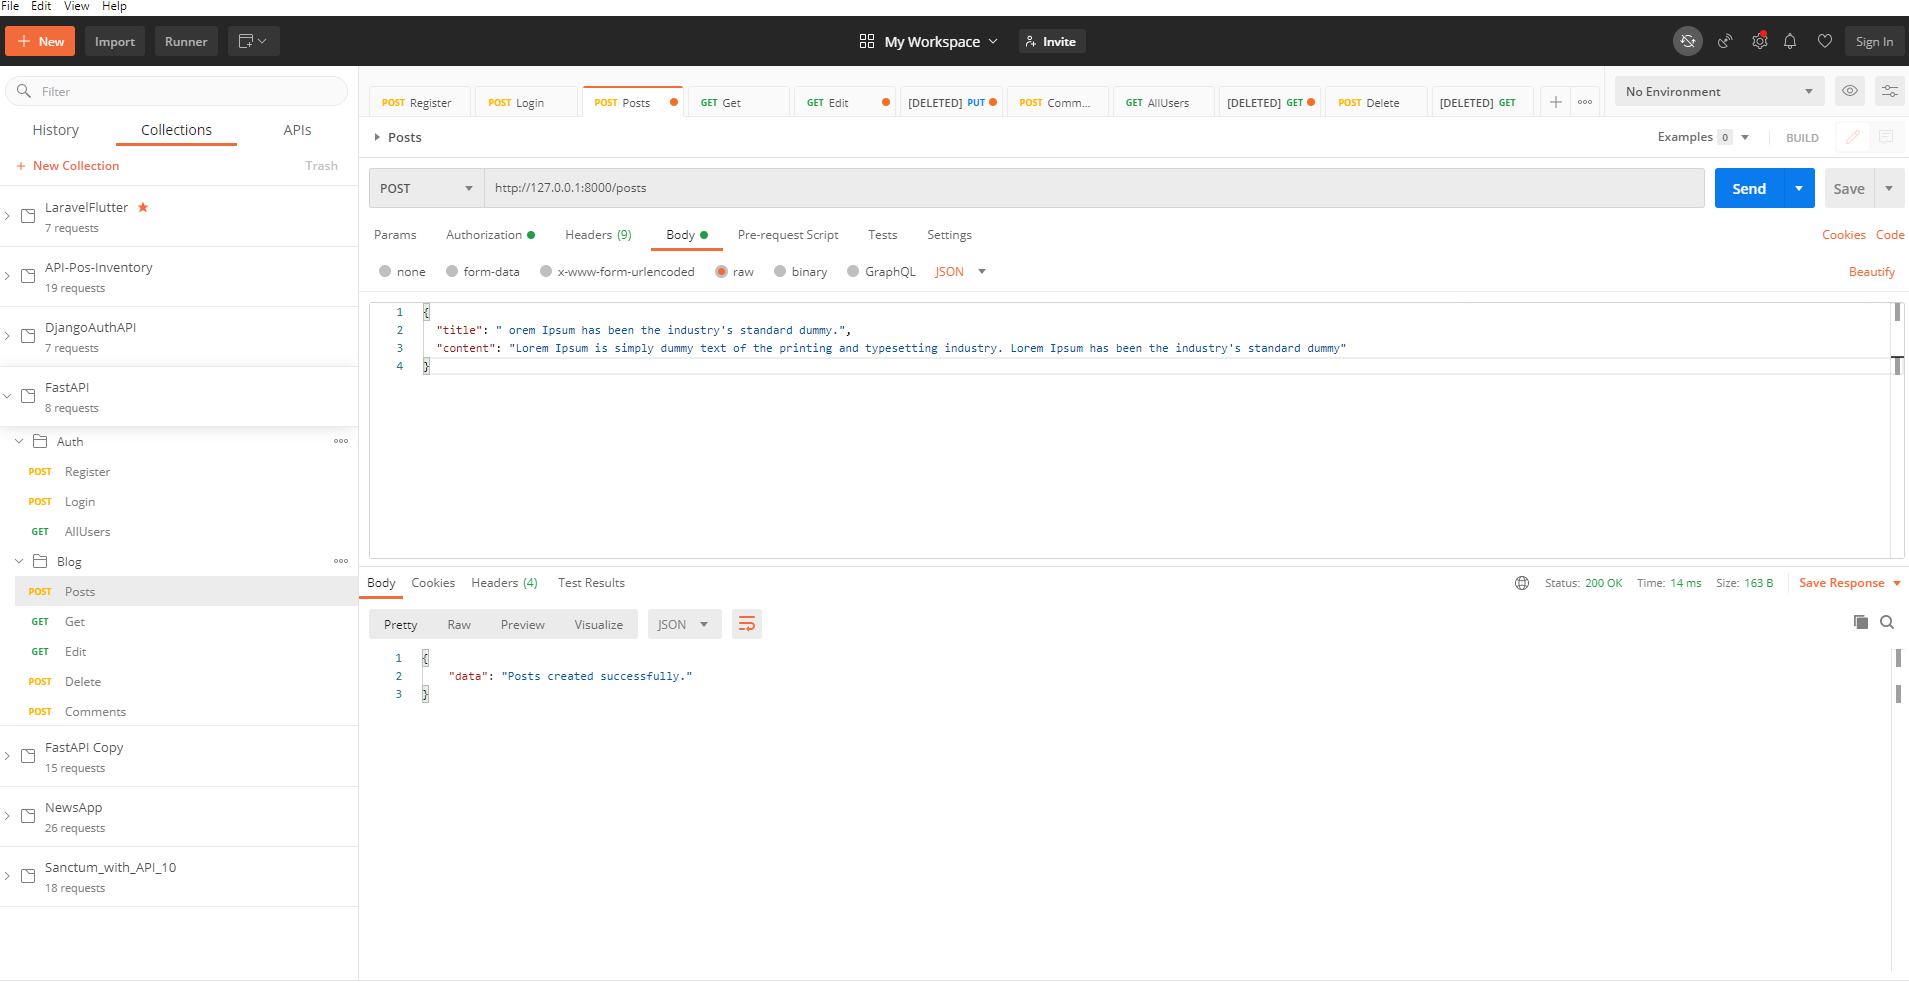 File Edit View Help
New Import Runner My Workspace Invite Sign In
Filter
History Collections APIs
New Collection Trash
LaravelFlutter
7 requests
API-Pos-Inventory
19 requests
DjangoAuthAPI
7 requests
FastAPI
8 requests
Auth
POST Register
POST Login
GET AllUsers
Blog
POST Posts
GET Get
GET Edit
POST Delete
POST Comments
FastAPI Copy
15 requests
NewsApp
26 requests
Sanctum_with_API_10
18 requests
POST Register POST Login POST Posts GET Get GET Edit [DELETED] PUT POST Comm... GET AllUsers [DELETED] GET POST Delete [DELETED] GET No Environment
Posts Examples 0 BUILD
POST http://127.0.0.1:8000/posts Send Save
Params Authorization Headers (9) Body Pre-request Script Tests Settings Cookies Code
none form-data x-www-form-urlencoded raw binary GraphQL JSON Beautify
1 {
2 "title": " orem Ipsum has been the industry's standard dummy.",
3 "content": "Lorem Ipsum is simply dummy text of the printing and typesetting industry. Lorem Ipsum has been the industry's standard dummy"
4 }
Body Cookies Headers (4) Test Results Status: 200 OK Time: 14 ms Size: 163 B Save Response
Pretty Raw Preview Visualize JSON
1 {
2 "data": "Posts created successfully."
3 }